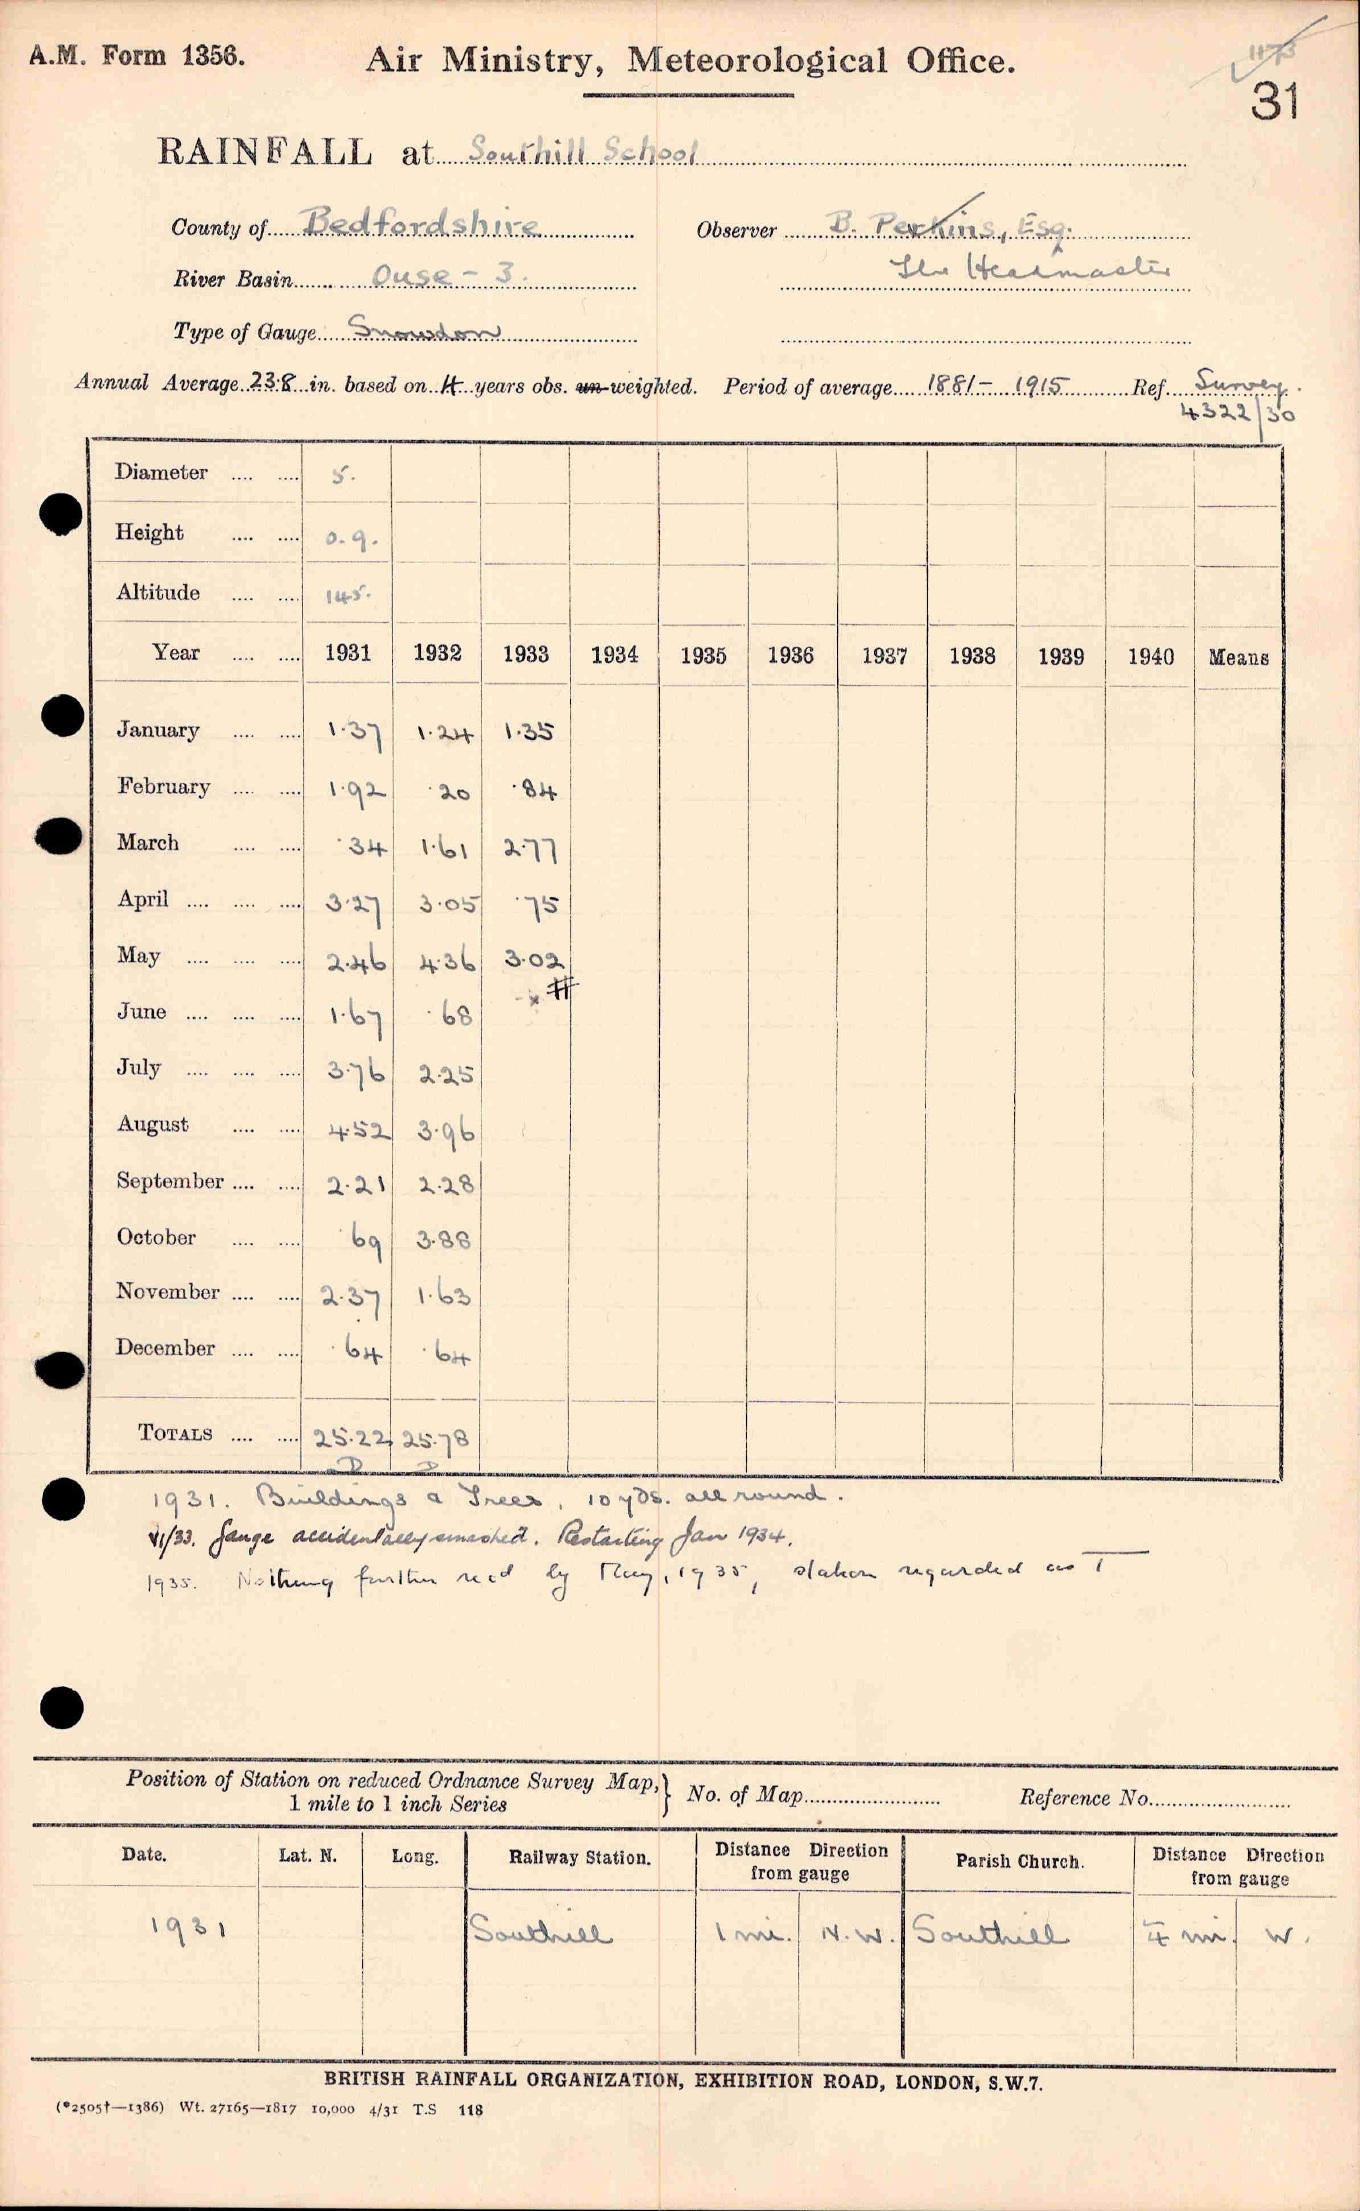 A.M. Form 1356.
Air Ministry, Meteorological Office.
1173
31
RAINFALL at Southill School
County of Bedfordshire
Observer B. Perkins, Esq.
River Basin Ouse - 3.
The Headmaster
Type of Gauge Snowdon
Annual Average 23.8 in. based on 4 years obs. un-weighted. Period of average 1881 - 1915 Ref. Survey
4322/30
Diameter 5.
Height 0.9.
Altitude 145.
Year 1931 1932 1933 1934 1935 1936 1937 1938 1939 1940 Means
January 1.37 1.24 1.35
February 1.92 .20 .84
March .34 1.61 2.77
April 3.27 3.05 .75
May 2.46 4.36 3.02
June 1.67 .68 x #
July 3.76 2.25
August 4.52 3.96
September 2.21 2.28
October .69 3.88
November 2.37 1.63
December .64 .64
TOTALS 25.22 25.78
D D
1931. Buildings & Trees, 10 yds. all round.
VI/33. Gauge accidentally smashed. Restarting Jan 1934.
1935. Nothing further recd by May, 1935, station regarded as T
Position of Station on reduced Ordnance Survey Map, 1 mile to 1 inch Series } No. of Map Reference No.
Date. Lat. N. Long. Railway Station. Distance Direction from gauge Parish Church. Distance Direction from gauge
1931 Southill 1 mi. N.W. Southill ¼ mi. W.
BRITISH RAINFALL ORGANIZATION, EXHIBITION ROAD, LONDON, S.W.7.
(*2505†—1386) Wt. 27165—1817 10,000 4/31 T.S 118